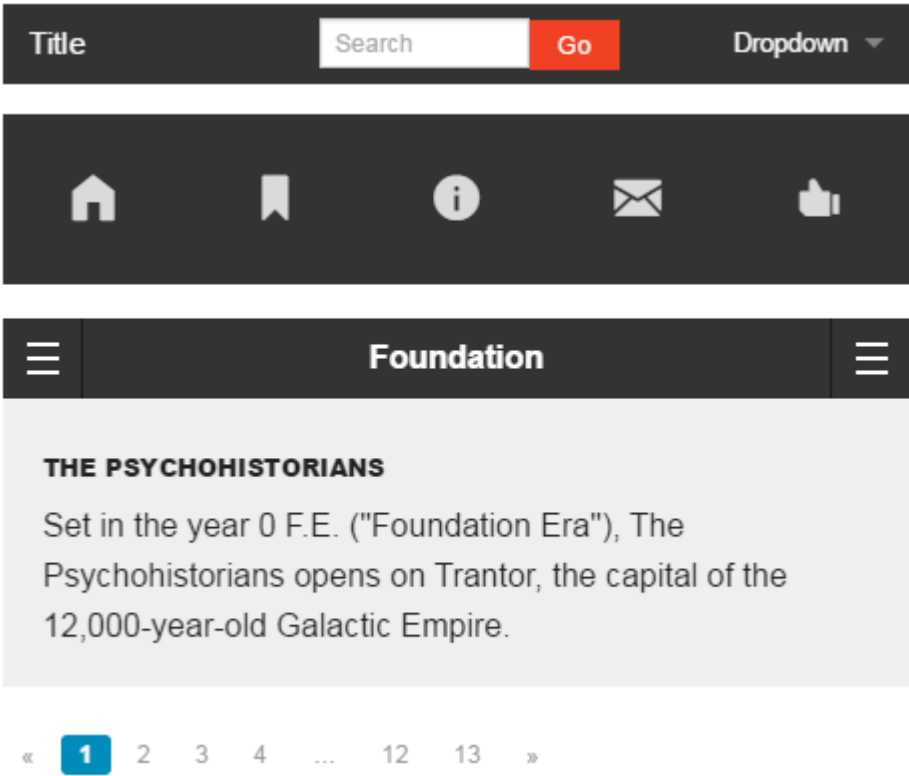 Title Search Go Dropdown
Foundation
THE PSYCHOHISTORIANS
Set in the year 0 F.E. ("Foundation Era"), The
Psychohistorians opens on Trantor, the capital of the
12,000-year-old Galactic Empire.
« 1 2 3 4 ... 12 13 »